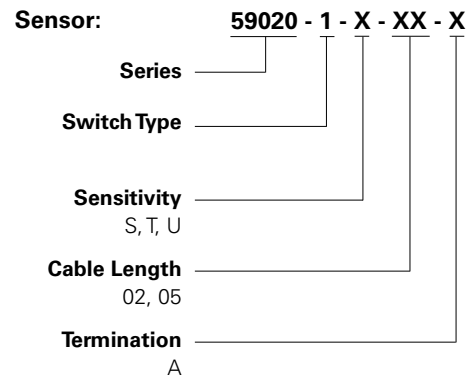 Sensor: 59020 - 1 - X - XX - X
Series
Switch Type
Sensitivity
S, T, U
Cable Length
02, 05
Termination
A